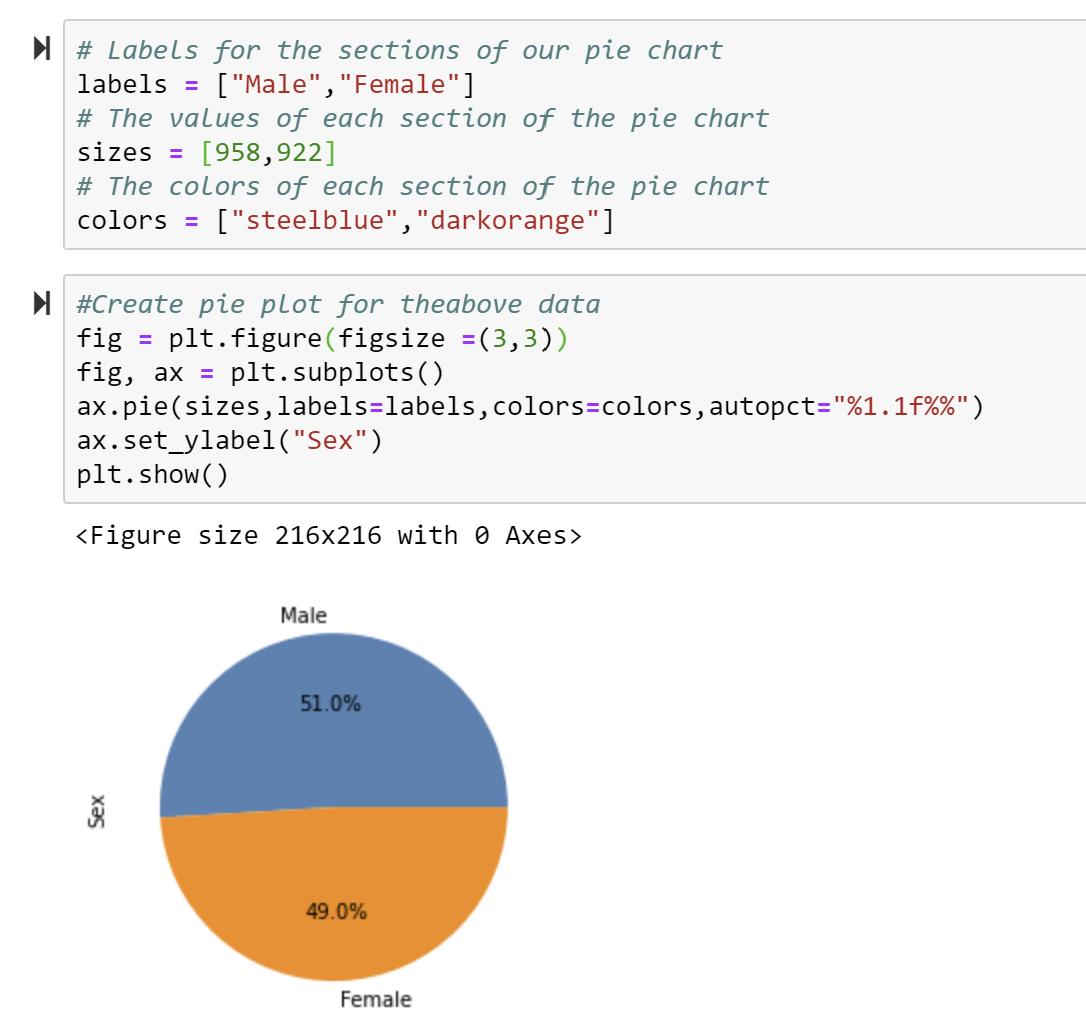 # Labels for the sections of our pie chart
labels = ["Male","Female"]
# The values of each section of the pie chart
sizes = [958,922]
# The colors of each section of the pie chart
colors = ["steelblue","darkorange"]
#Create pie plot for theabove data
fig = plt.figure(figsize =(3,3))
fig, ax = plt.subplots()
ax.pie(sizes,labels=labels,colors=colors,autopct="%1.1f%%")
ax.set_ylabel("Sex")
plt.show()
<Figure size 216x216 with 0 Axes>
Male
51.0%
Sex
49.0%
Female